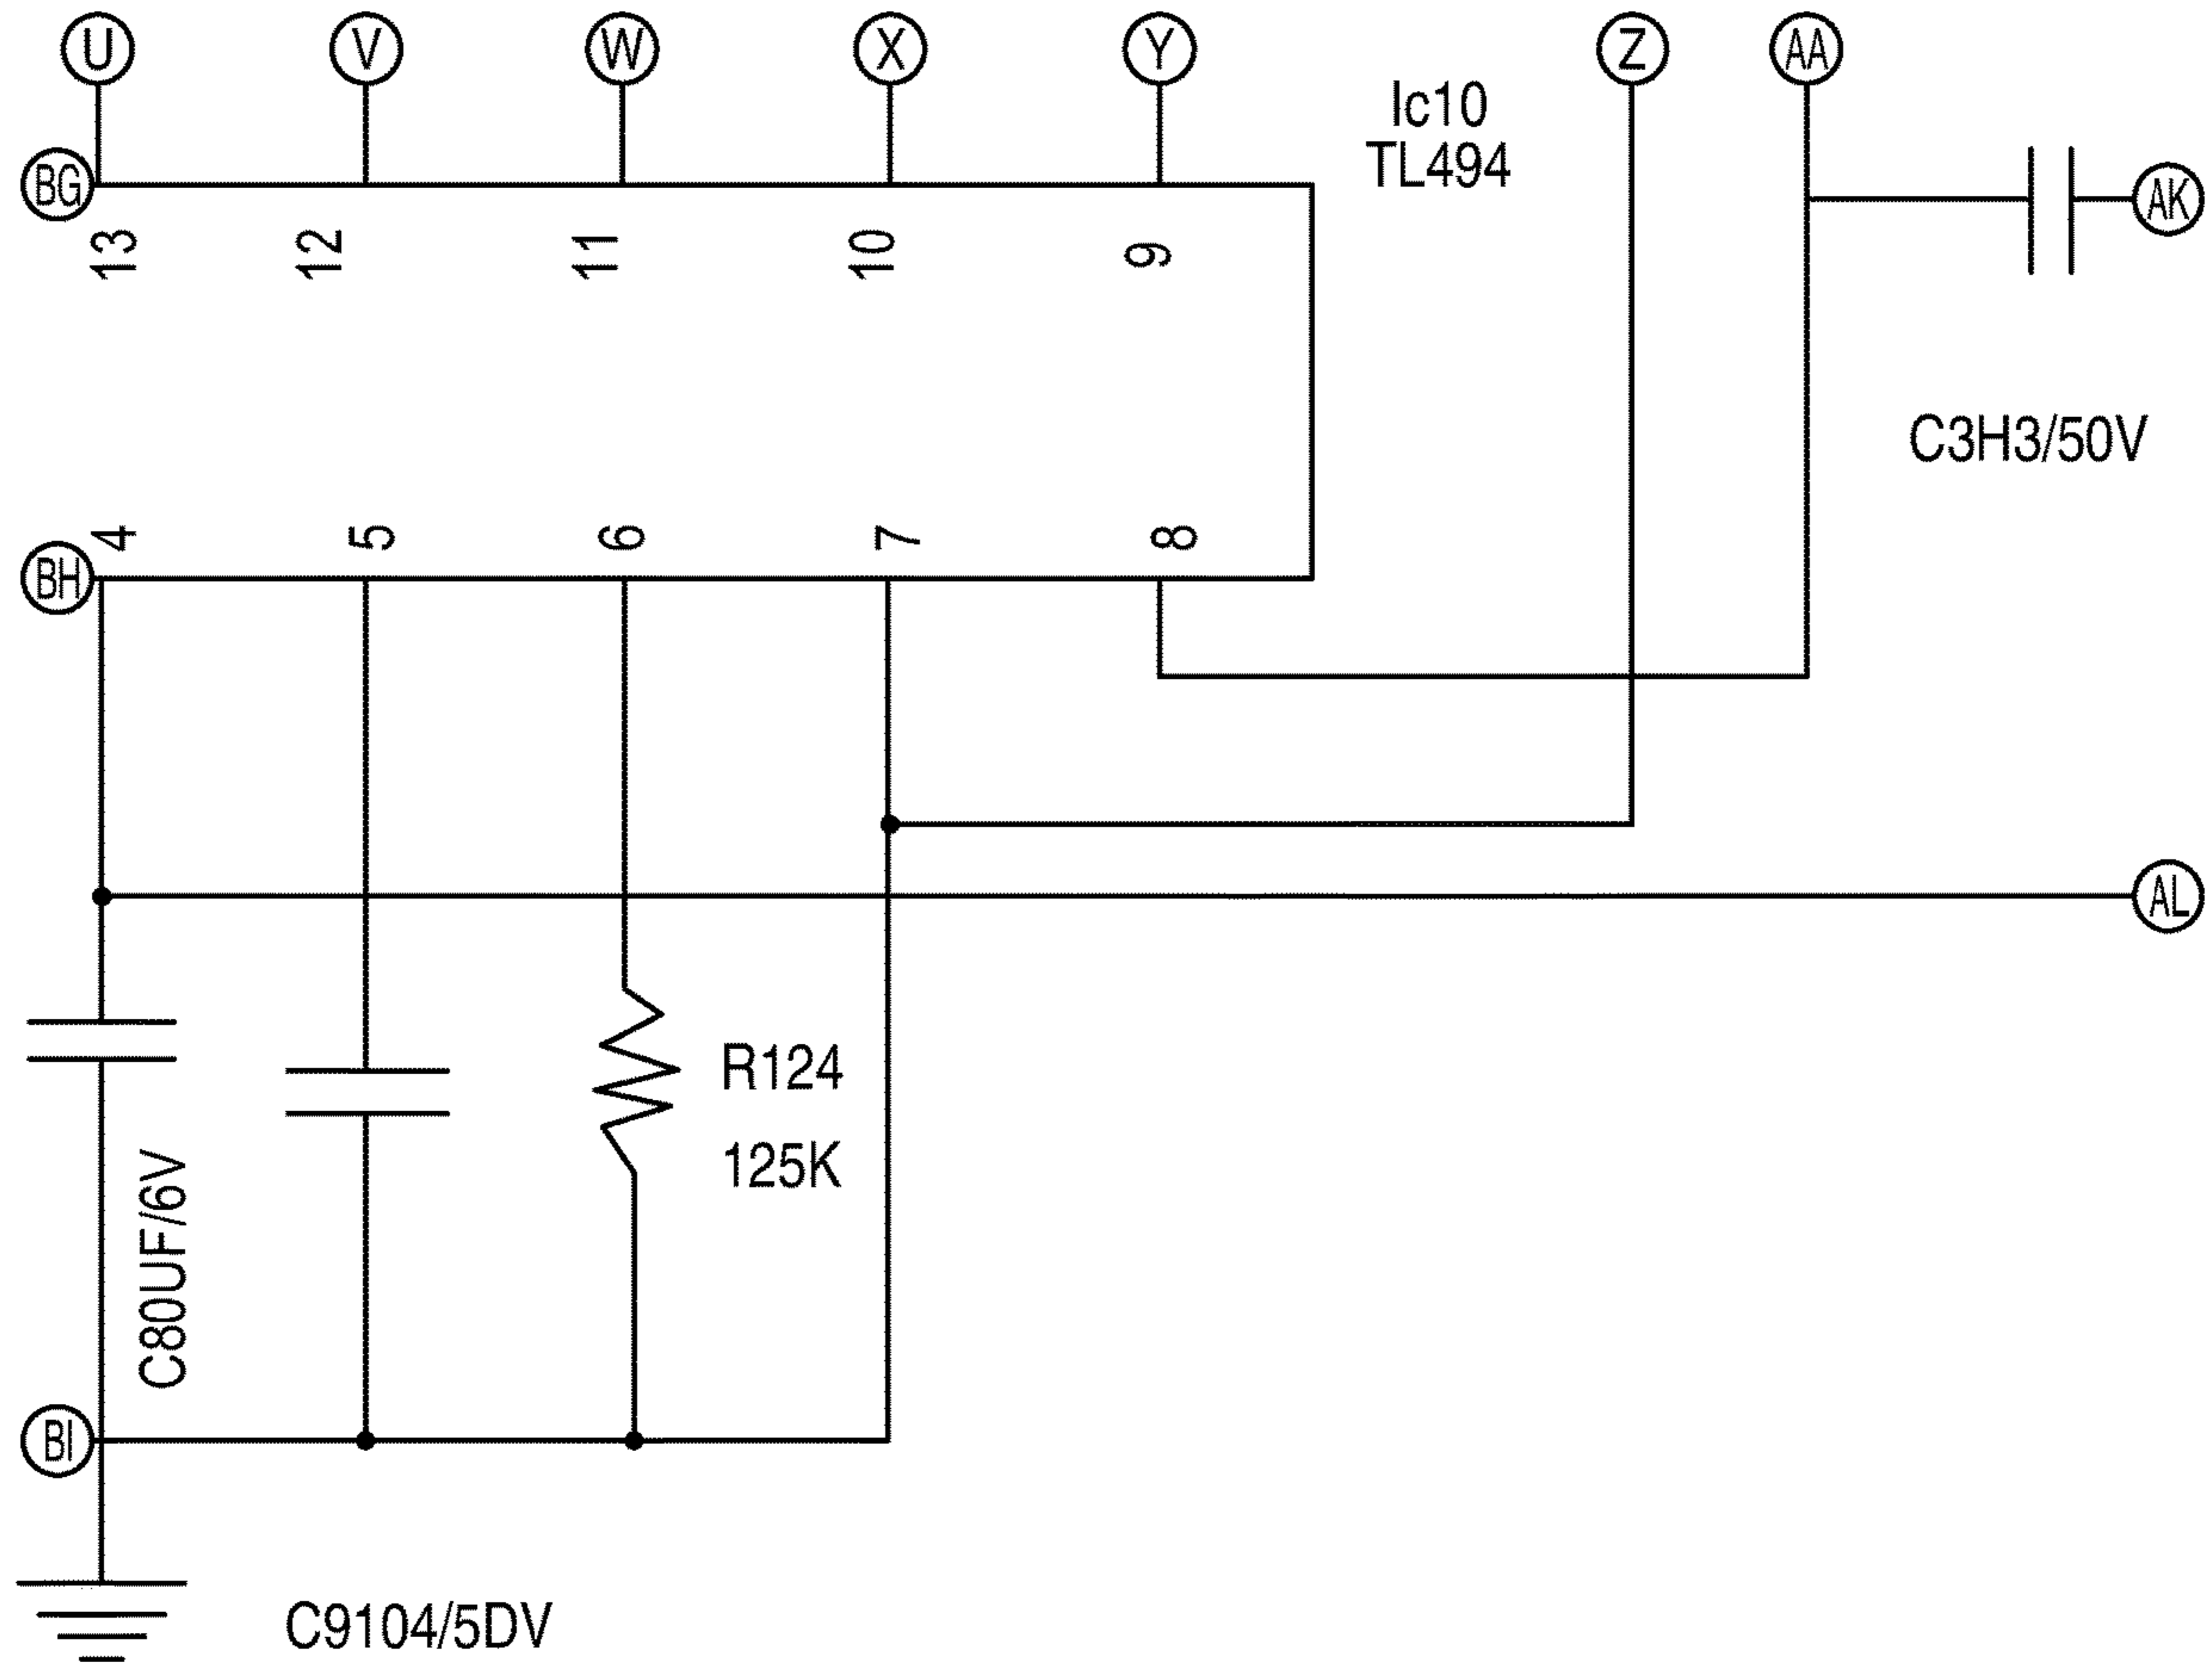 U V W X Y Z AA
Ic10
TL494
BG
AK
13 12 11 10 9
C3H3/50V
BH
4 5 6 7 8
AL
R124
125K
C80UF/6V
BI
C9104/5DV